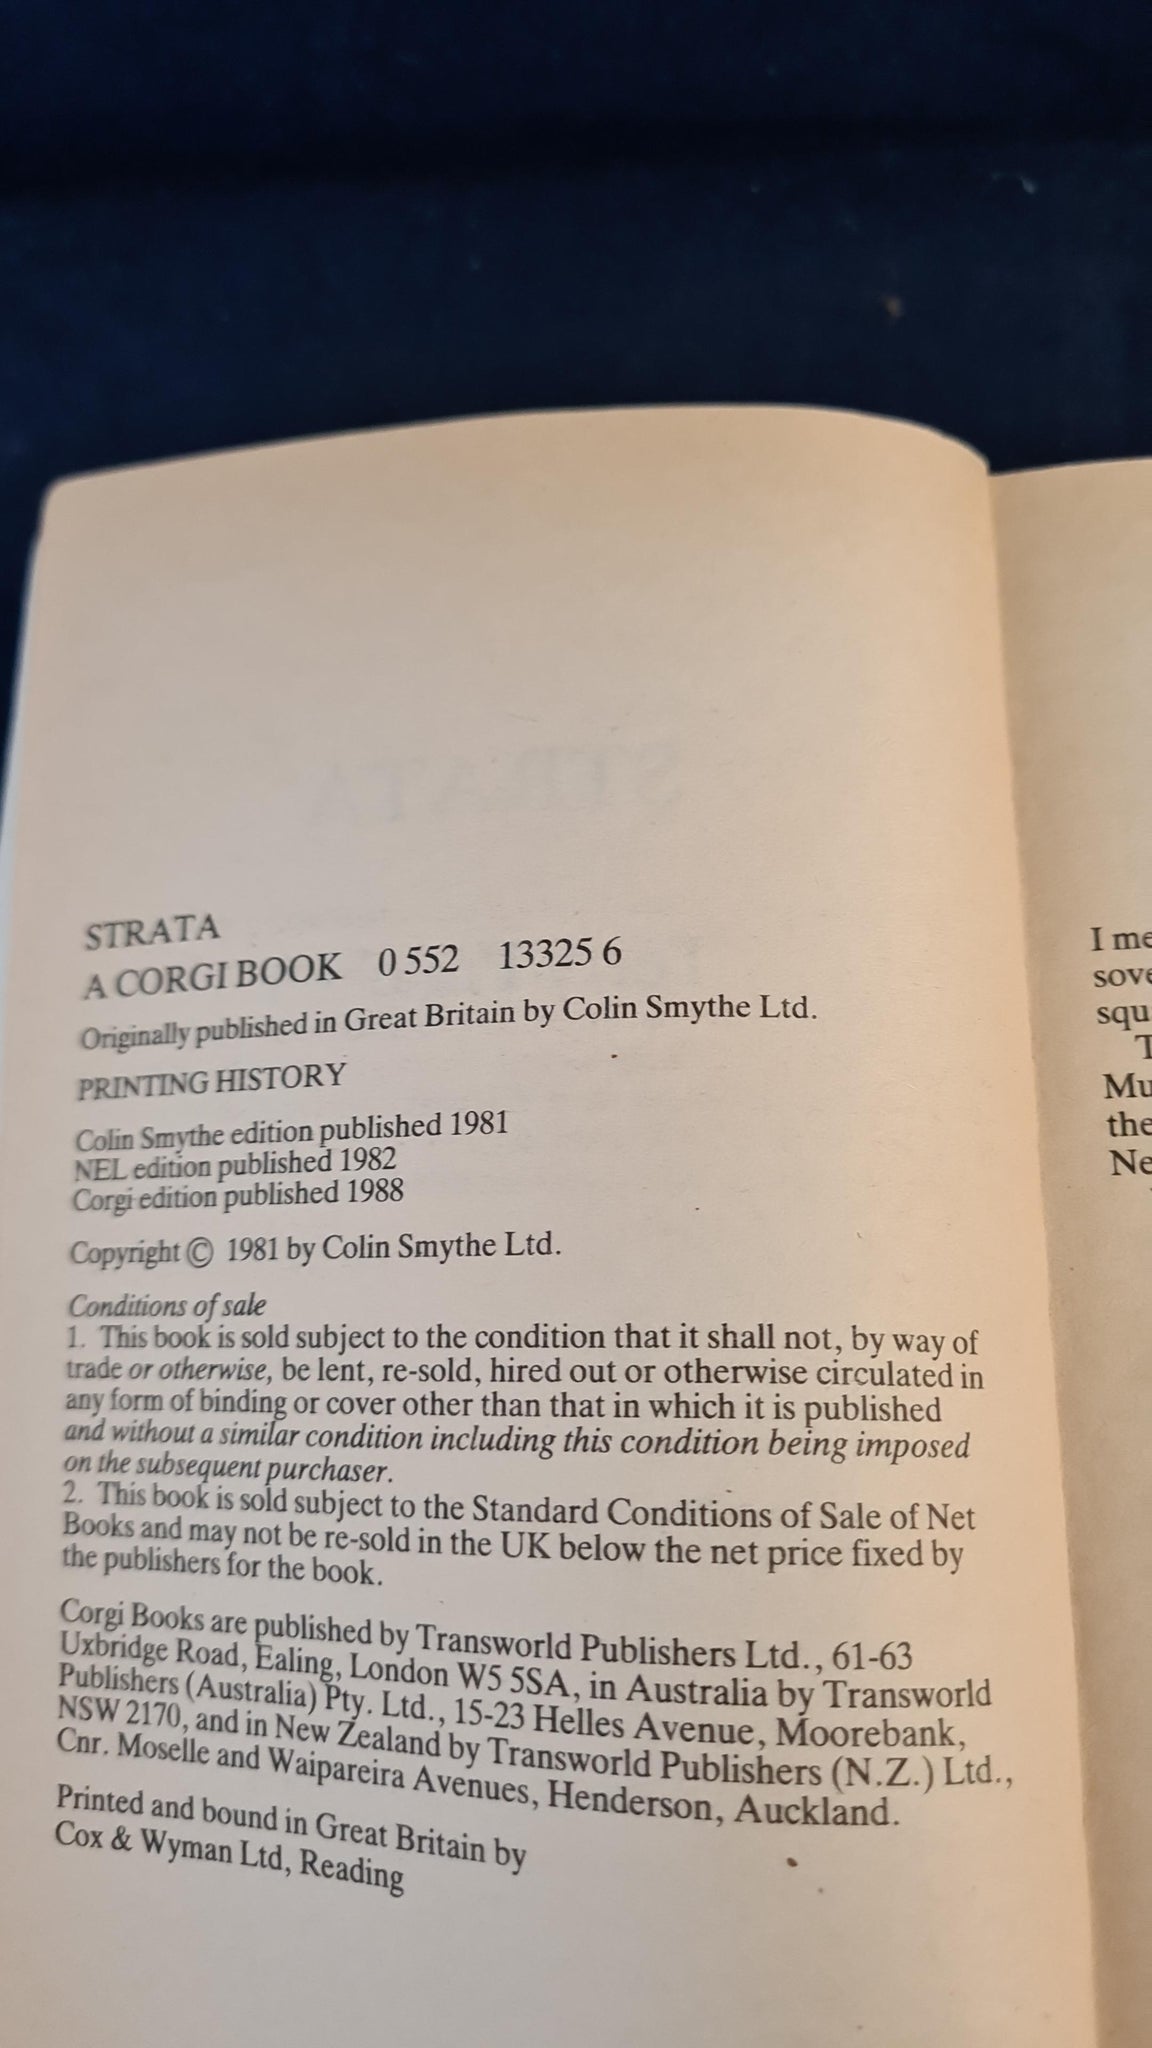 STRATA
STRATA
A CORGI BOOK 0 552 13325 6
Originally published in Great Britain by Colin Smythe Ltd.
PRINTING HISTORY
Colin Smythe edition published 1981
NEL edition published 1982
Corgi edition published 1988
Copyright © 1981 by Colin Smythe Ltd.
Conditions of sale
1. This book is sold subject to the condition that it shall not, by way of
trade or otherwise, be lent, re-sold, hired out or otherwise circulated in
any form of binding or cover other than that in which it is published
and without a similar condition including this condition being imposed
on the subsequent purchaser.
2. This book is sold subject to the Standard Conditions of Sale of Net
Books and may not be re-sold in the UK below the net price fixed by
the publishers for the book.
Corgi Books are published by Transworld Publishers Ltd., 61-63
Uxbridge Road, Ealing, London W5 5SA, in Australia by Transworld
Publishers (Australia) Pty. Ltd., 15-23 Helles Avenue, Moorebank,
NSW 2170, and in New Zealand by Transworld Publishers (N.Z.) Ltd.,
Cnr. Moselle and Waipareira Avenues, Henderson, Auckland.
Printed and bound in Great Britain by
Cox & Wyman Ltd, Reading
I me
sove
squ
T
Mu
the
Ne